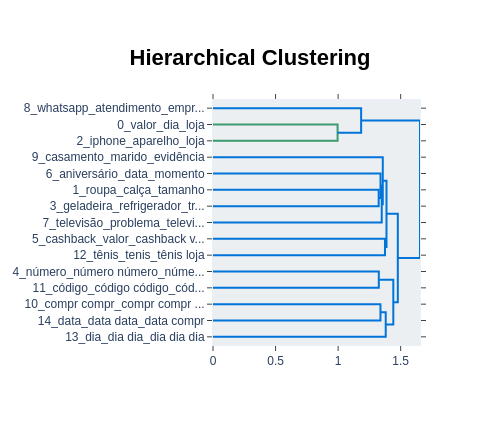 Hierarchical Clustering
8_whatsapp_atendimento_empr...
0_valor_dia_loja
2_iphone_aparelho_loja
9_casamento_marido_evidência
6_aniversário_data_momento
1_roupa_calça_tamanho
3_geladeira_refrigerador_tr...
7_televisão_problema_televi...
5_cashback_valor_cashback v...
12_tênis_tenis_tênis loja
4_número_número número_núme...
11_código_código código_cód...
10_compr compr_compr compr ...
14_data_data data_data compr
13_dia_dia dia_dia dia dia
0 0.5 1 1.5